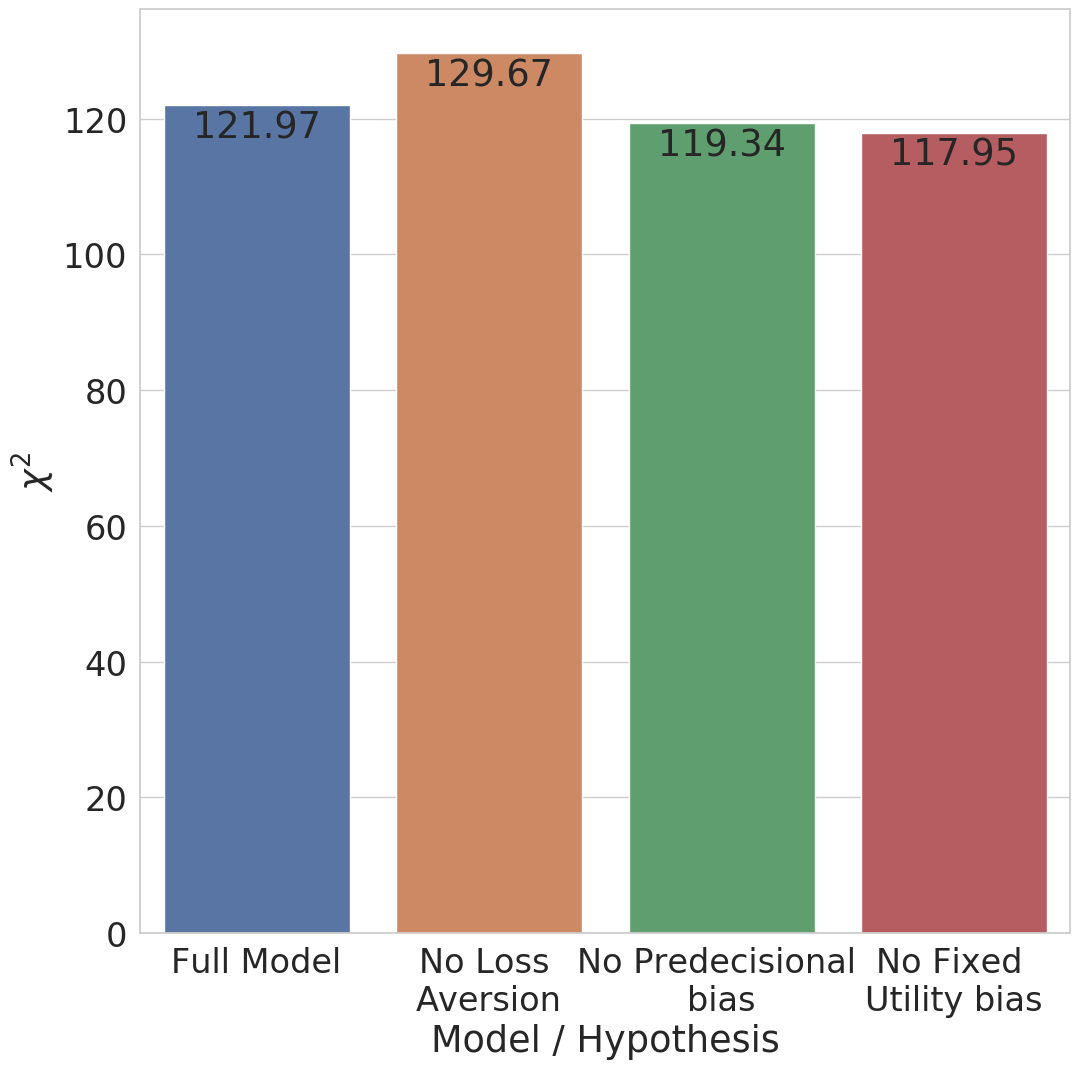 121.97
129.67
119.34
117.95
120
100
80
60
40
20
0
χ²
Full Model
No Loss
Aversion
No Predecisional
bias
No Fixed
Utility bias
Model / Hypothesis